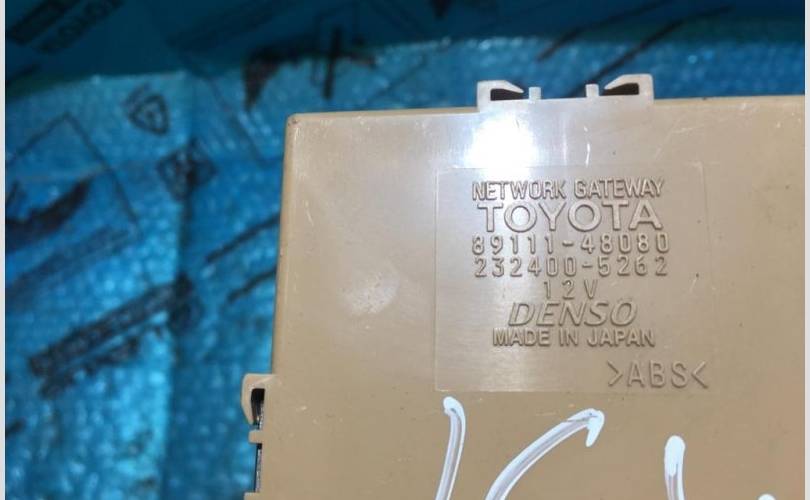 NETWORK GATEWAY
TOYOTA
89111-48080
232400-5262
12V
DENSO
MADE IN JAPAN
>ABS<